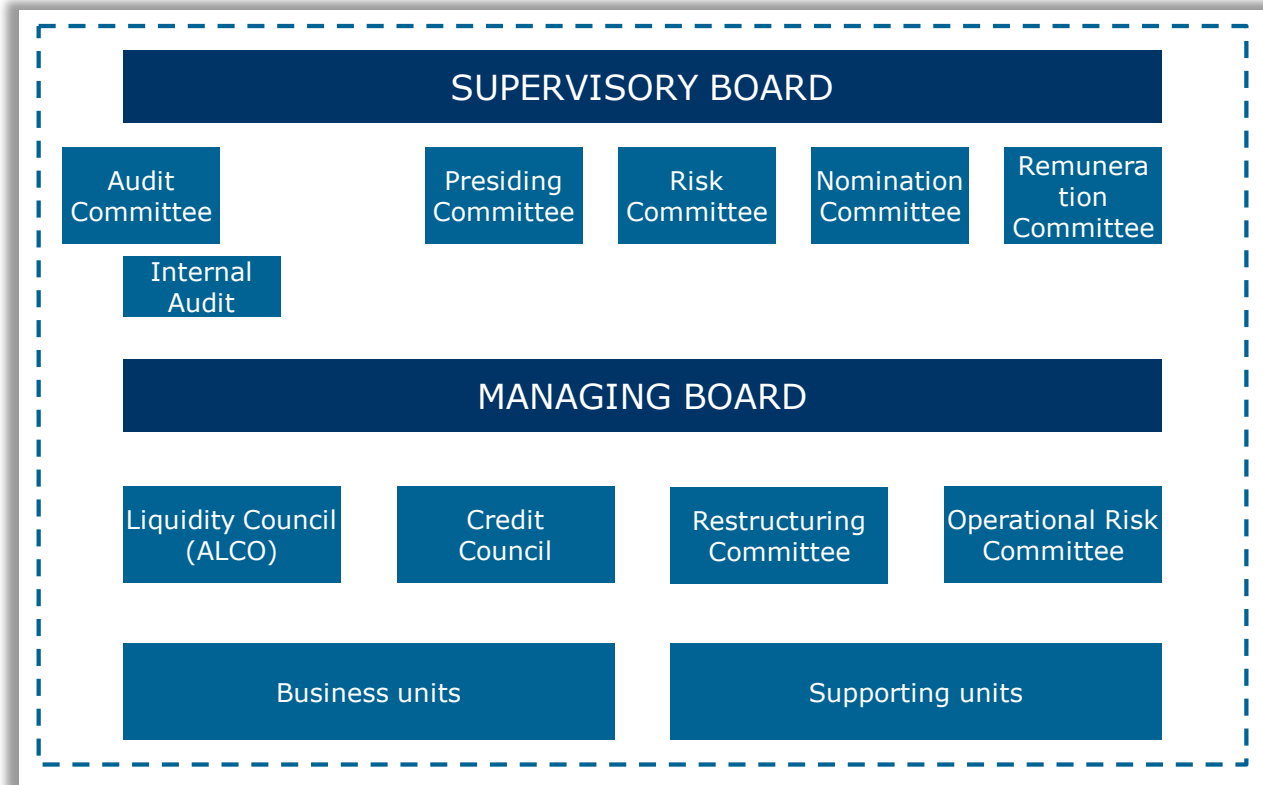 SUPERVISORY BOARD
Audit
Committee
Presiding
Committee
Risk
Committee
Nomination
Committee
Remunera
tion
Committee
Internal
Audit
MANAGING BOARD
Liquidity Council
(ALCO)
Credit
Council
Restructuring
Committee
Operational Risk
Committee
Business units
Supporting units